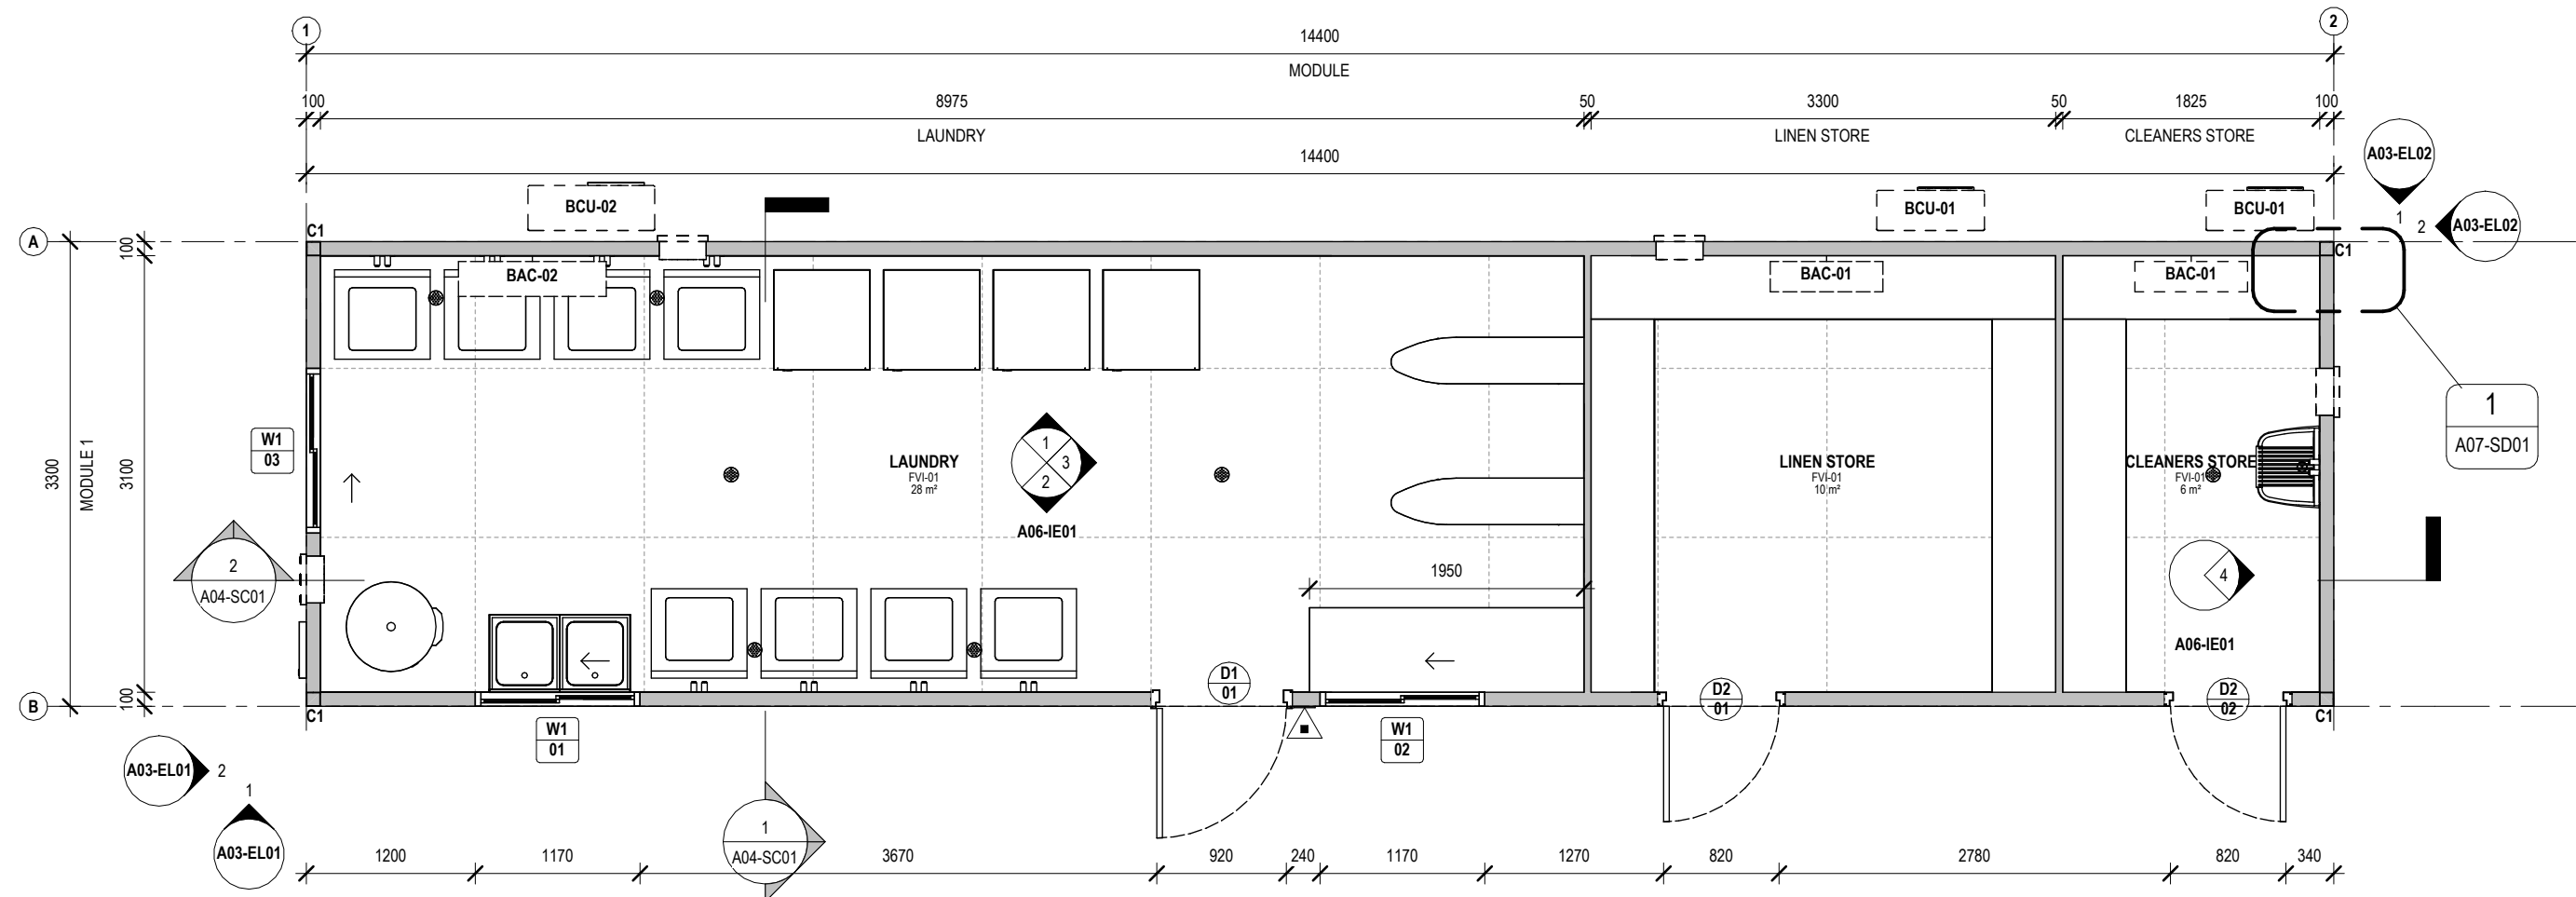 1
2
14400
MODULE
100
8975
50
3300
50
1825
100
LAUNDRY
LINEN STORE
CLEANERS STORE
14400
A03-EL02
1
2
A03-EL02
BCU-02
BCU-01
BCU-01
A
C1
C1
100
BAC-02
BAC-01
BAC-01
1
A07-SD01
W1
03
3300
MODULE 1
3100
LAUNDRY
FVI-01
28 m²
1
3
2
A06-IE01
LINEN STORE
FVI-01
10 m²
CLEANERS STORE
FVI-01
6 m²
2
A04-SC01
1950
4
A06-IE01
100
B
C1
D1
01
D2
01
D2
02
C1
W1
01
W1
02
A03-EL01
2
1
A03-EL01
1
A04-SC01
1200
1170
3670
920
240
1170
1270
820
2780
820
340